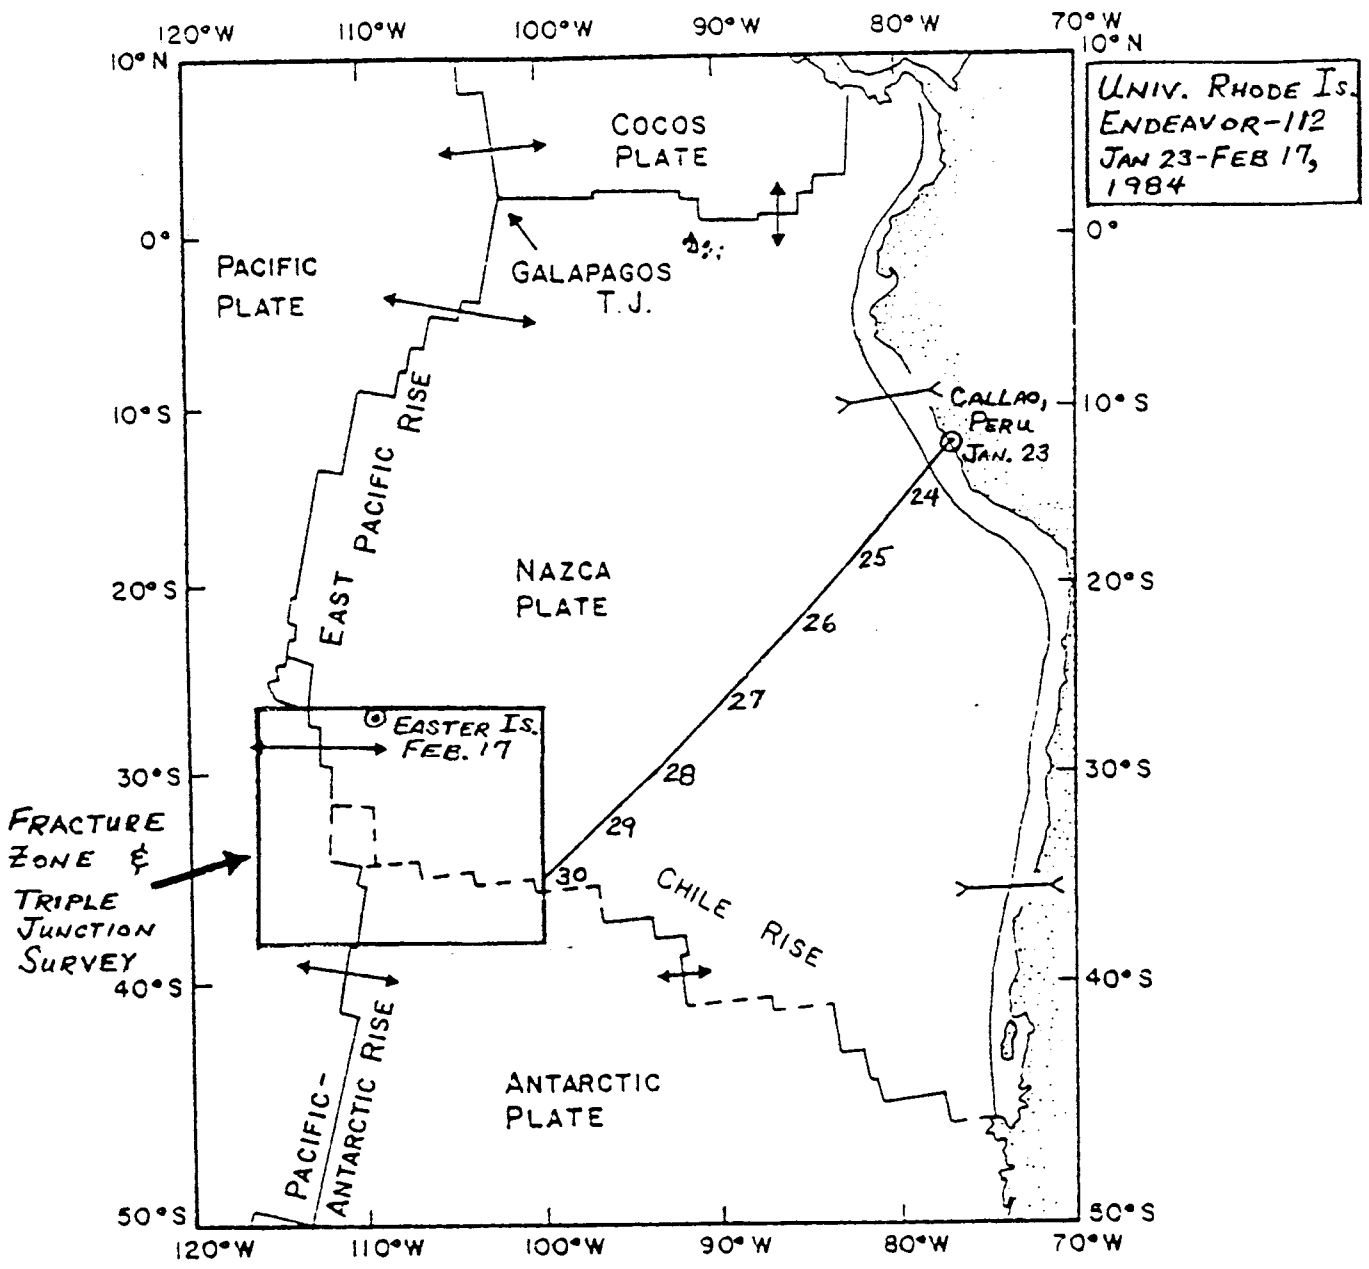 120°W 110°W 100°W 90°W 80°W 70°W
10°N
10°N
UNIV. RHODE IS.
ENDEAVOR-112
JAN 23-FEB 17,
1984
COCOS
PLATE
0°
0°
PACIFIC
PLATE
GALAPAGOS
T.J.
EAST PACIFIC RISE
10°S
10°S
CALLAO,
PERU
JAN. 23
24
25
26
27
28
29
30
NAZCA
PLATE
20°S
20°S
EASTER IS.
FEB. 17
30°S
30°S
FRACTURE
ZONE &
TRIPLE
JUNCTION
SURVEY
CHILE RISE
40°S
40°S
PACIFIC-
ANTARCTIC RISE
ANTARCTIC
PLATE
50°S
50°S
120°W 110°W 100°W 90°W 80°W 70°W